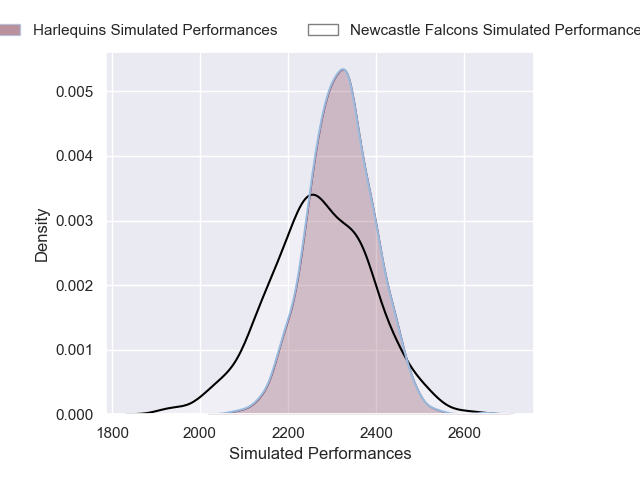 Harlequins Simulated Performances
Newcastle Falcons Simulated Performance
0.005
0.004
0.003
0.002
0.001
0.000
Density
1800 2000 2200 2400 2600
Simulated Performances